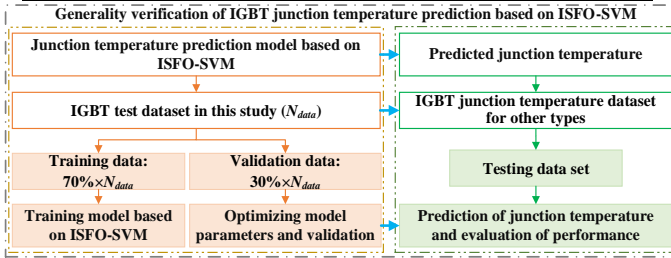 Generality verification of IGBT junction temperature prediction based on ISFO-SVM
Junction temperature prediction model based on
ISFO-SVM
Predicted junction temperature
IGBT test dataset in this study (N_data)
IGBT junction temperature dataset
for other types
Training data:
70%×N_data
Validation data:
30%×N_data
Testing data set
Training model based
on ISFO-SVM
Optimizing model
parameters and validation
Prediction of junction temperature
and evaluation of performance